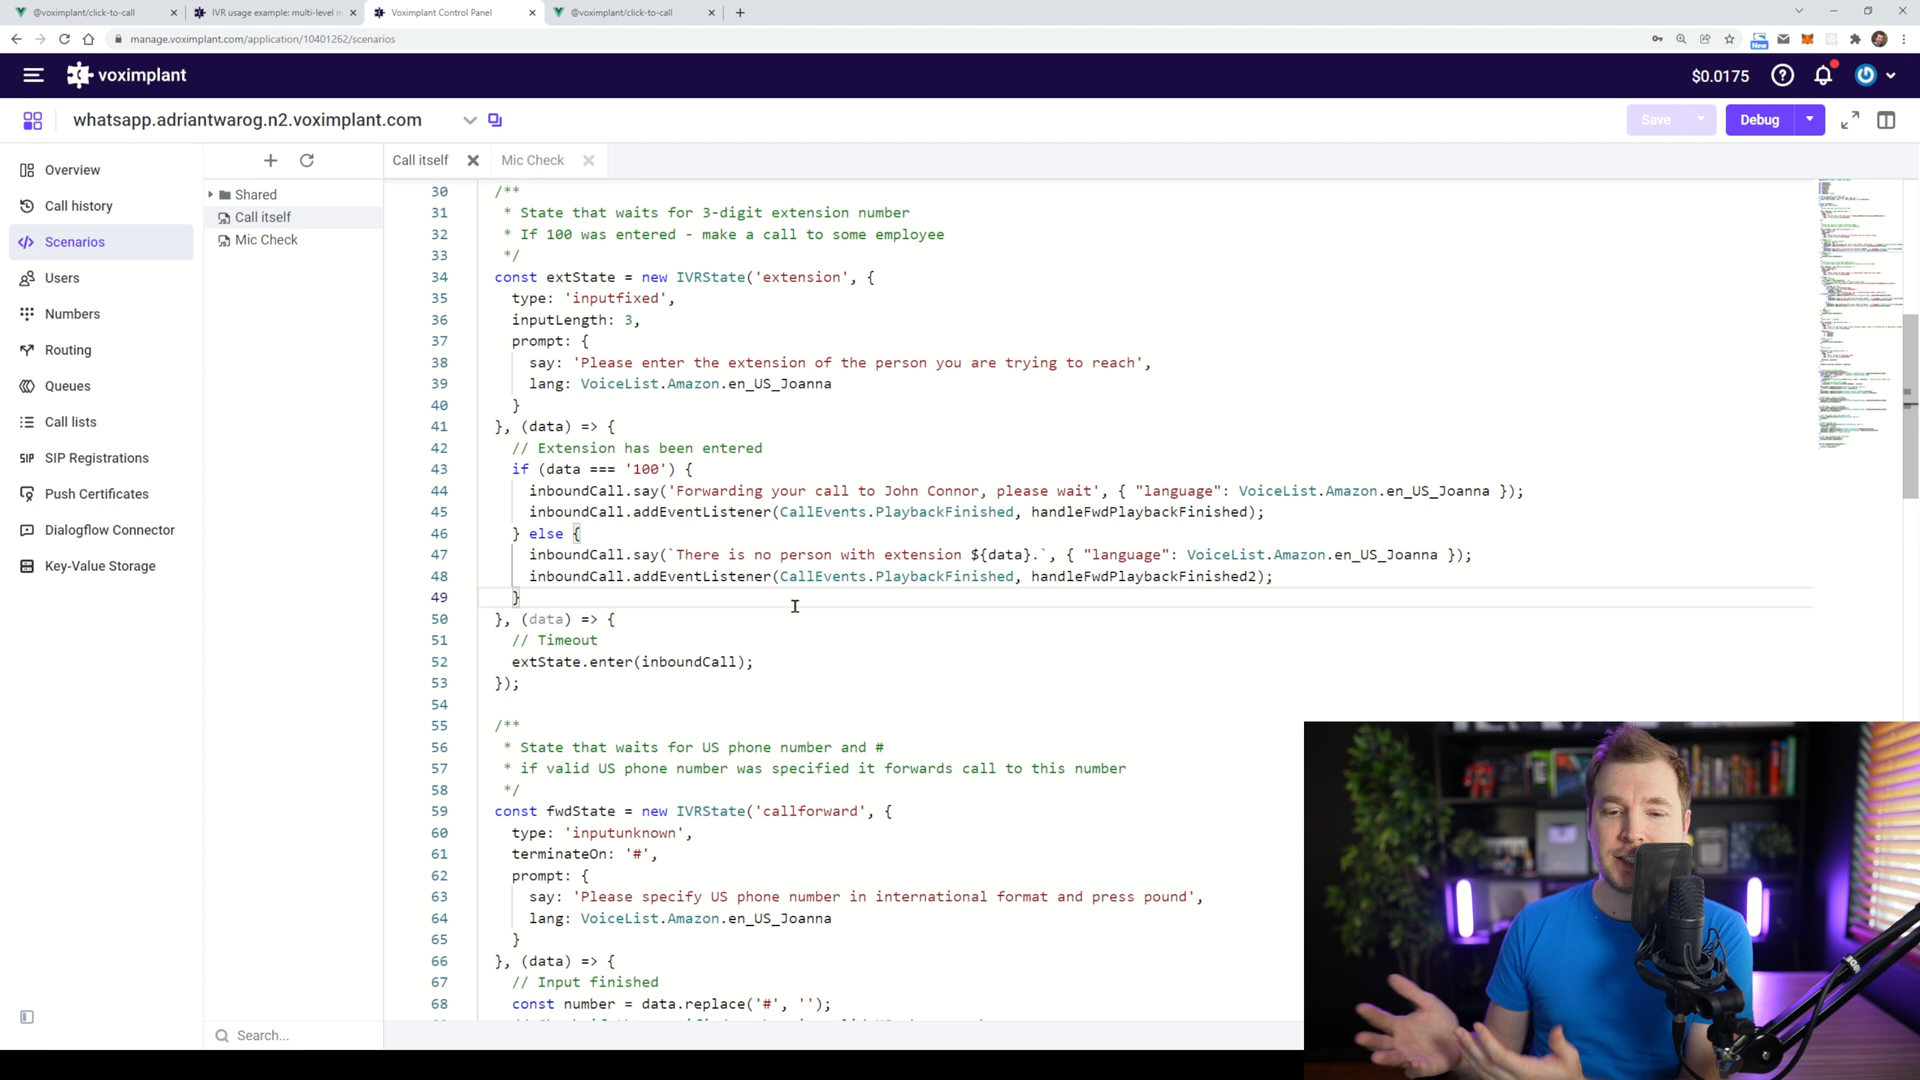 @voximplant/click-to-call
IVR usage example: multi-level m
Voximplant Control Panel
@voximplant/click-to-call
manage.voximplant.com/application/10401262/scenarios
New
voximplant
$0.0175
whatsapp.adriantwarog.n2.voximplant.com
Save
Debug
Overview
Call history
Scenarios
Users
Numbers
Routing
Queues
Call lists
SIP SIP Registrations
Push Certificates
Dialogflow Connector
Key-Value Storage
Shared
Call itself
Mic Check
Search...
Call itself
Mic Check
30 /**
31 * State that waits for 3-digit extension number
32 * If 100 was entered - make a call to some employee
33 */
34 const extState = new IVRState('extension', {
35 type: 'inputfixed',
36 inputLength: 3,
37 prompt: {
38 say: 'Please enter the extension of the person you are trying to reach',
39 lang: VoiceList.Amazon.en_US_Joanna
40 }
41 }, (data) => {
42 // Extension has been entered
43 if (data === '100') {
44 inboundCall.say('Forwarding your call to John Connor, please wait', { "language": VoiceList.Amazon.en_US_Joanna });
45 inboundCall.addEventListener(CallEvents.PlaybackFinished, handleFwdPlaybackFinished);
46 } else {
47 inboundCall.say(`There is no person with extension ${data}.`, { "language": VoiceList.Amazon.en_US_Joanna });
48 inboundCall.addEventListener(CallEvents.PlaybackFinished, handleFwdPlaybackFinished2);
49 }
50 }, (data) => {
51 // Timeout
52 extState.enter(inboundCall);
53 });
54
55 /**
56 * State that waits for US phone number and #
57 * if valid US phone number was specified it forwards call to this number
58 */
59 const fwdState = new IVRState('callforward', {
60 type: 'inputunknown',
61 terminateOn: '#',
62 prompt: {
63 say: 'Please specify US phone number in international format and press pound',
64 lang: VoiceList.Amazon.en_US_Joanna
65 }
66 }, (data) => {
67 // Input finished
68 const number = data.replace('#', '');